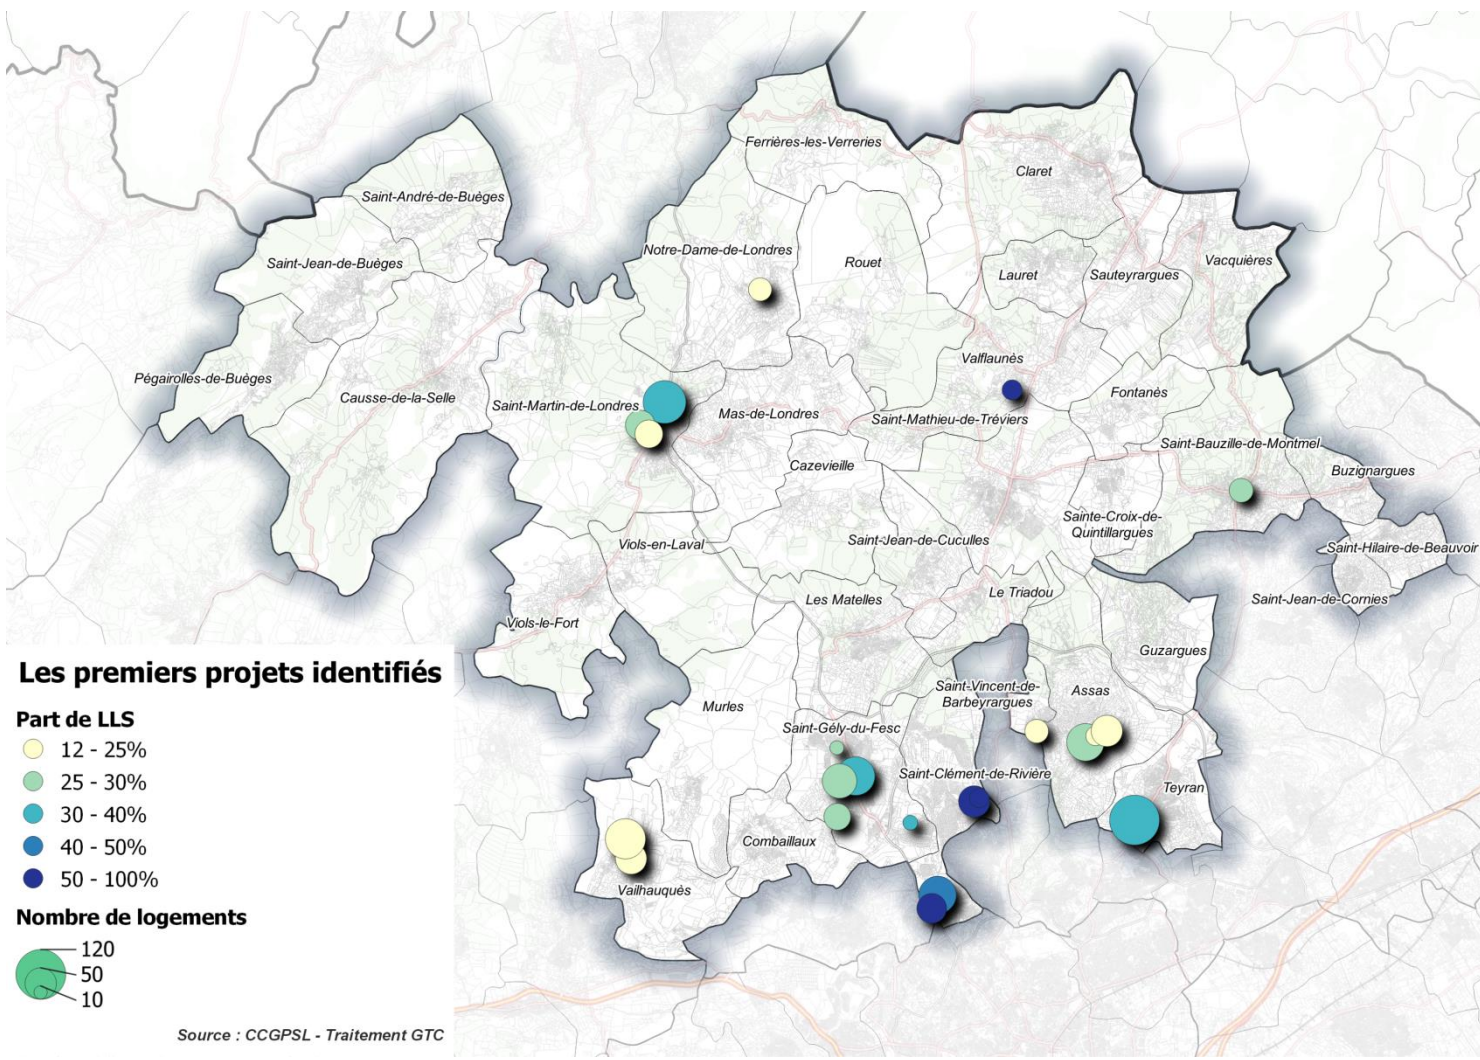 Ferrières-les-Verreries
Claret
Saint-André-de-Buèges
Notre-Dame-de-Londres
Rouet
Saint-Jean-de-Buèges
Lauret
Sauteyrargues
Vacquières
Valflaunès
Pégairolles-de-Buèges
Causse-de-la-Selle
Saint-Martin-de-Londres
Mas-de-Londres
Saint-Mathieu-de-Tréviers
Fontanès
Saint-Bauzille-de-Montmel
Cazevieille
Buzignargues
Sainte-Croix-de-
Quintillargues
Viols-en-Laval
Saint-Jean-de-Cuculles
Saint-Hilaire-de-Beauvoir
Les Matelles
Le Triadou
Saint-Jean-de-Cornies
Viols-le-Fort
Guzargues
Saint-Vincent-de-
Barbeyrargues
Assas
Murles
Saint-Gély-du-Fesc
Saint-Clément-de-Rivière
Teyran
Combaillaux
Vailhauquès
Les premiers projets identifiés
Part de LLS
12 - 25%
25 - 30%
30 - 40%
40 - 50%
50 - 100%
Nombre de logements
120
50
10
Source : CCGPSL - Traitement GTC